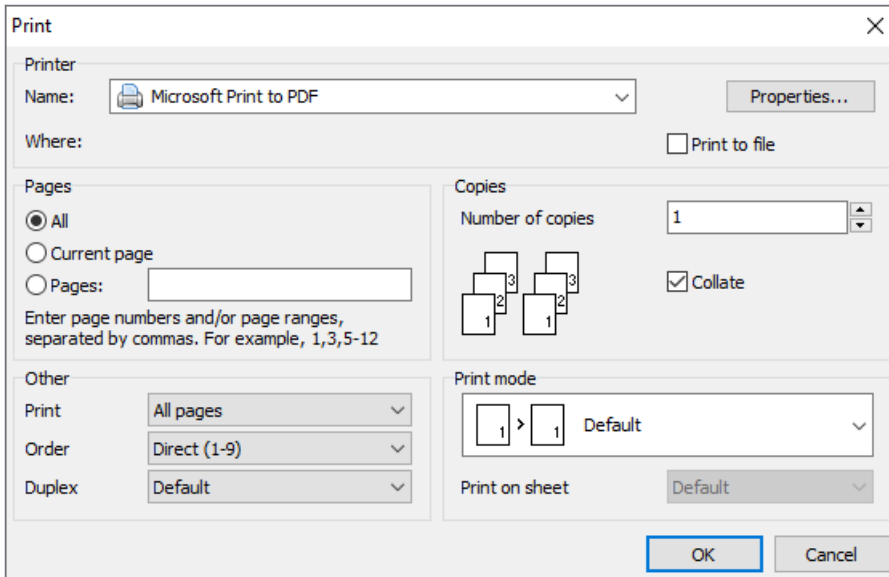 Print
Printer
Name: Microsoft Print to PDF Properties...
Where: Print to file
Pages
All
Current page
Pages:
Enter page numbers and/or page ranges,
separated by commas. For example, 1,3,5-12
Copies
Number of copies 1
3 3
2 2
1 1
Collate
Other
Print All pages
Order Direct (1-9)
Duplex Default
Print mode
1 > 1 Default
Print on sheet Default
OK Cancel